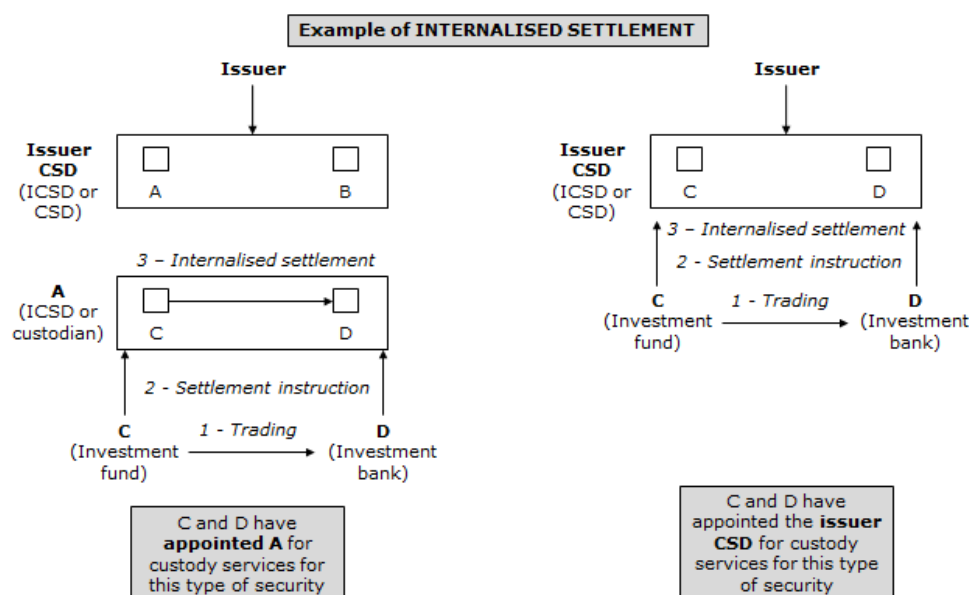 Example of INTERNALISED SETTLEMENT
Issuer
Issuer
CSD
(ICSD or
CSD)
A
B
3 – Internalised settlement
A
(ICSD or
custodian)
C
D
2 - Settlement instruction
C
(Investment
fund)
1 - Trading
D
(Investment
bank)
C and D have
appointed A for
custody services for
this type of security
Issuer
Issuer
CSD
(ICSD or
CSD)
C
D
3 – Internalised settlement
2 - Settlement instruction
C
(Investment
fund)
1 - Trading
D
(Investment
bank)
C and D have
appointed the issuer
CSD for custody
services for this type
of security